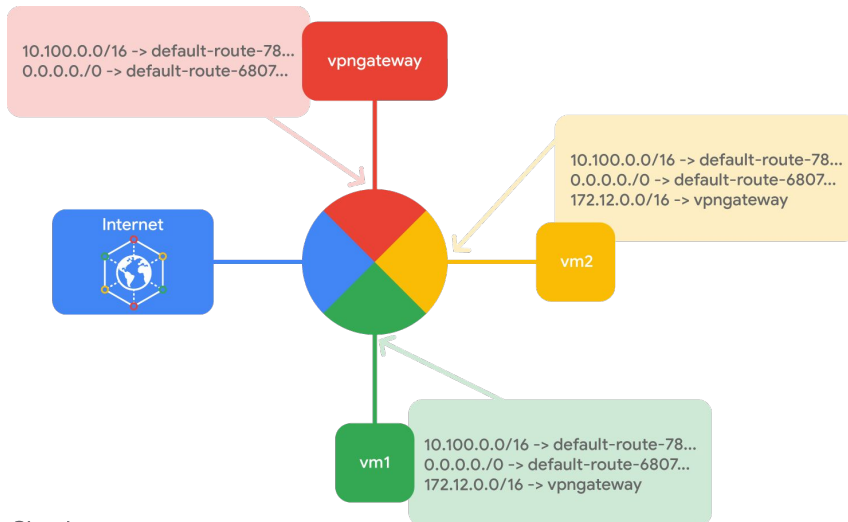 10.100.0.0/16 -> default-route-78...
0.0.0.0./0 -> default-route-6807...
vpngateway
10.100.0.0/16 -> default-route-78...
0.0.0.0./0 -> default-route-6807...
172.12.0.0/16 -> vpngateway
Internet
vm2
vm1
10.100.0.0/16 -> default-route-78...
0.0.0.0./0 -> default-route-6807...
172.12.0.0/16 -> vpngateway